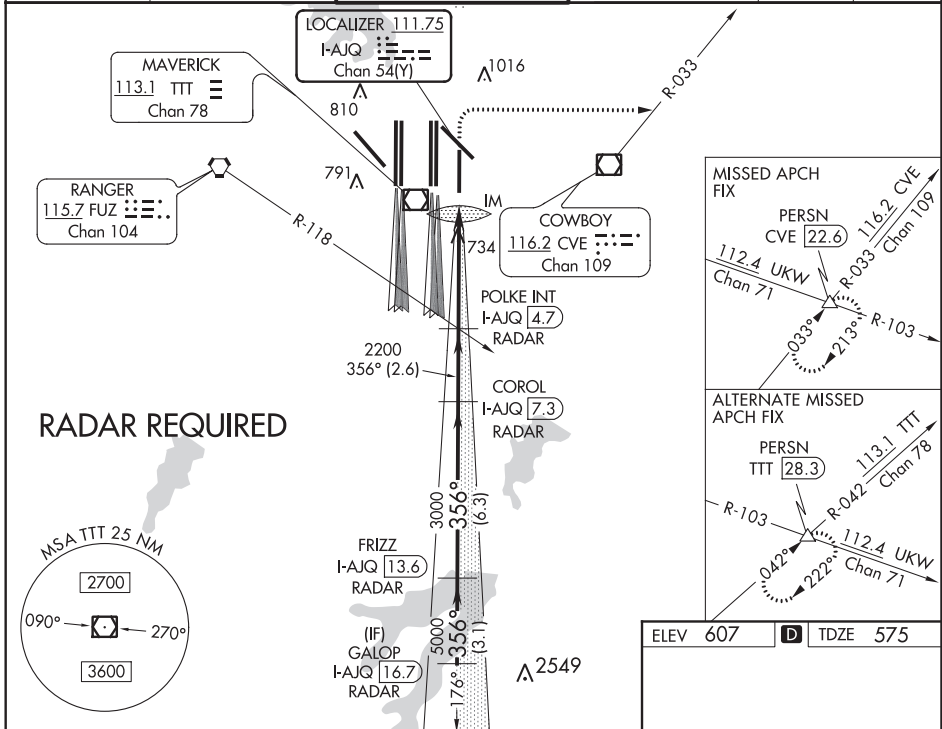 LOCALIZER 111.75
I-AJQ
Chan 54(Y)
MAVERICK
113.1 TTT
Chan 78
1016
810
791
R-033
RANGER
115.7 FUZ
Chan 104
R-118
IM
734
COWBOY
116.2 CVE
Chan 109
POLKE INT
I-AJQ 4.7
RADAR
2200
356° (2.6)
COROL
I-AJQ 7.3
RADAR
RADAR REQUIRED
3000
356°
(6.3)
FRIZZ
I-AJQ 13.6
RADAR
5000
356°
(3.1)
(IF)
GALOP
I-AJQ 16.7
RADAR
176°
2549
MSA TTT 25 NM
2700
090°
270°
3600
MISSED APCH
FIX
PERSN
CVE 22.6
116.2 CVE
Chan 109
R-033
112.4 UKW
Chan 71
R-103
033°
213°
ALTERNATE MISSED
APCH FIX
PERSN
TTT 28.3
113.1 TTT
Chan 78
R-042
R-103
112.4 UKW
Chan 71
042°
222°
ELEV 607 D TDZE 575